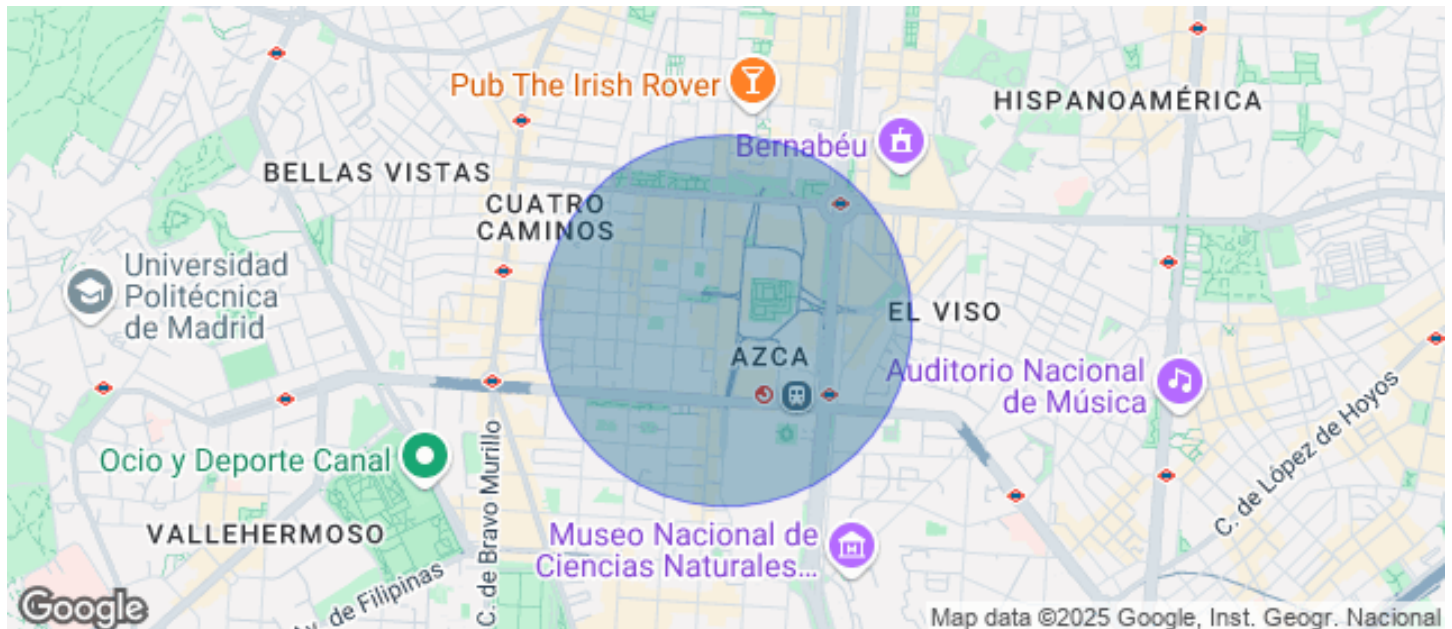 Pub The Irish Rover
HISPANOAMÉRICA
Bernabéu
BELLAS VISTAS
CUATRO
CAMINOS
Universidad
Politécnica
de Madrid
EL VISO
AZCA
Auditorio Nacional
de Música
Ocio y Deporte Canal
C. de Bravo Murillo
C. de López de Hoyos
VALLEHERMOSO
Museo Nacional de
Ciencias Naturales...
Av. de Filipinas
Google
Map data ©2025 Google, Inst. Geogr. Nacional